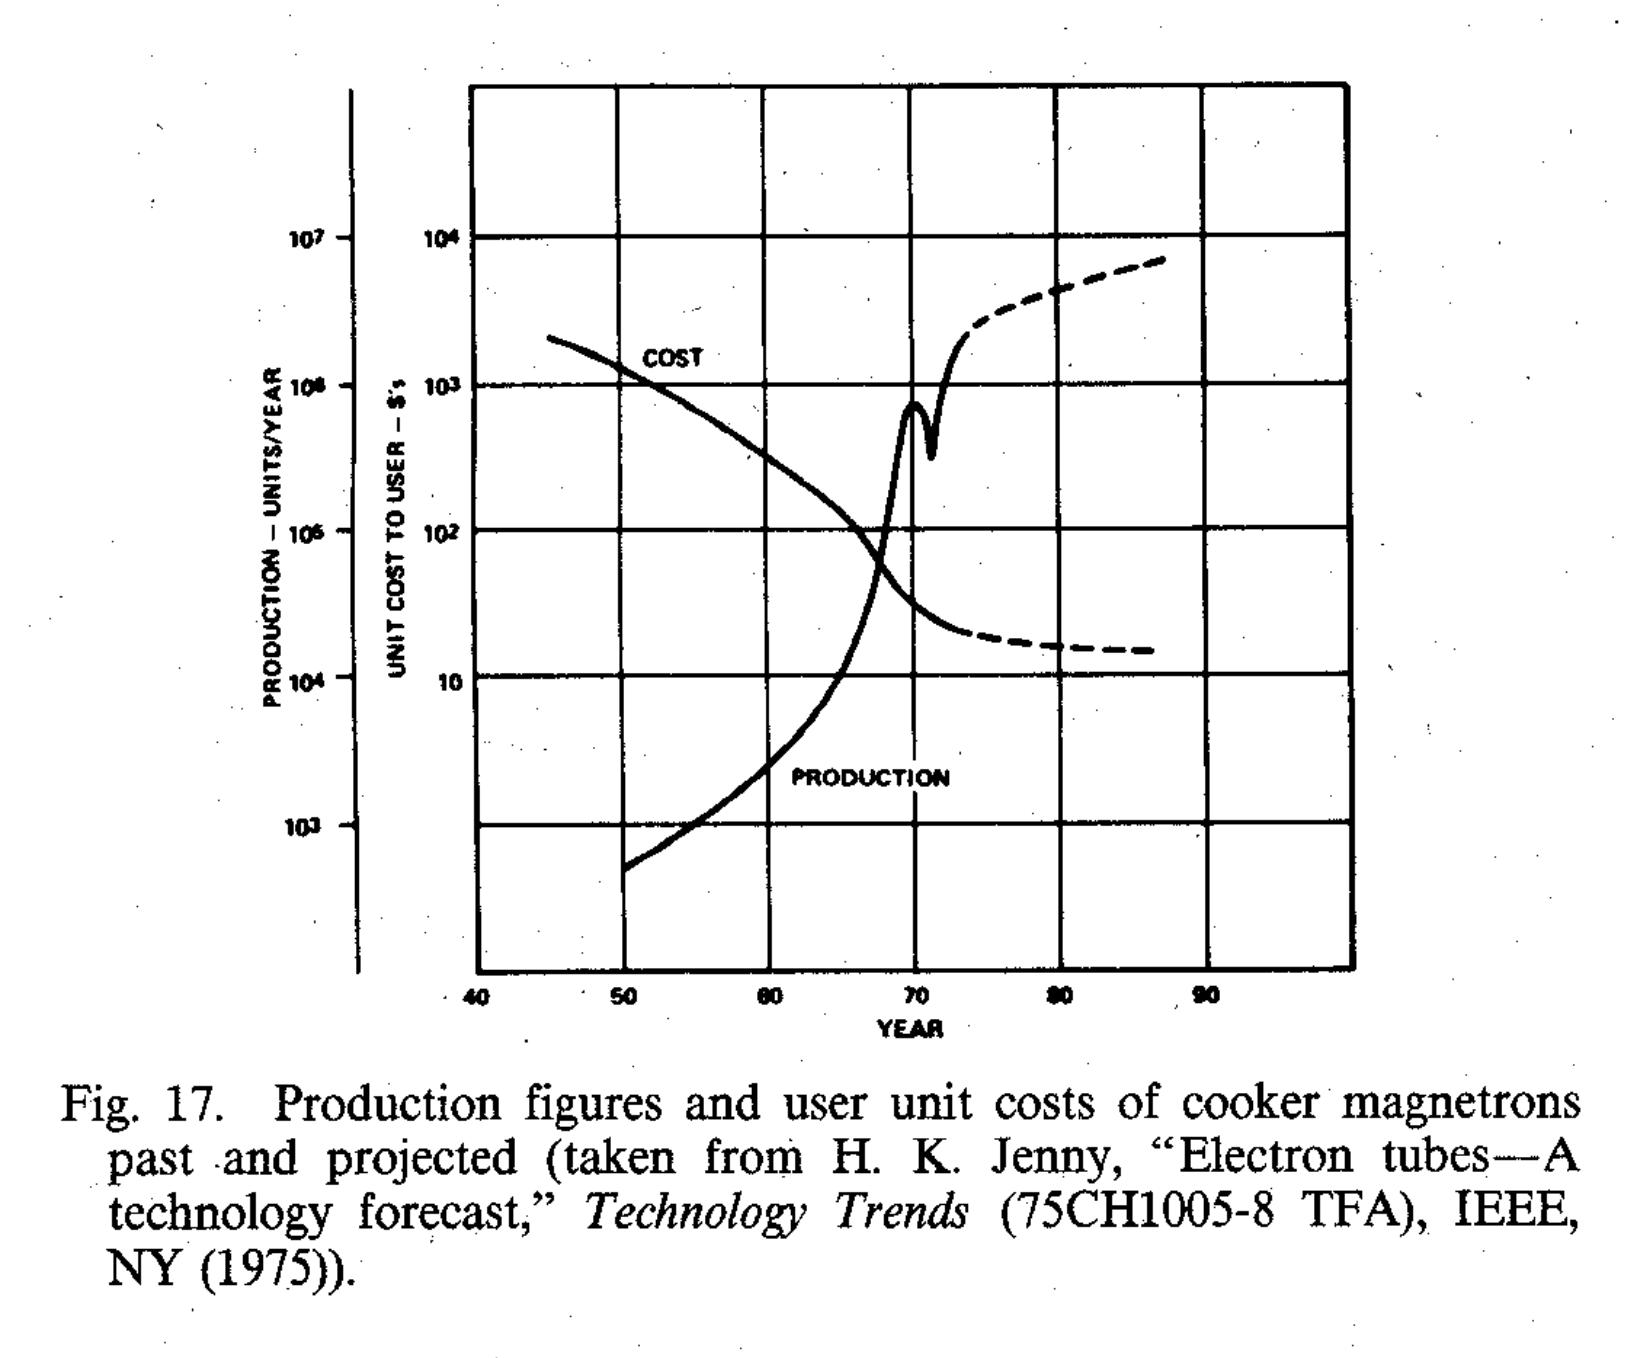 10⁷
10⁶
10⁵
10⁴
10³
PRODUCTION – UNITS/YEAR
10⁴
10³
10²
10
UNIT COST TO USER – $'s
COST
PRODUCTION
40 50 60 70 80 90
YEAR
Fig. 17. Production figures and user unit costs of cooker magnetrons
past and projected (taken from H. K. Jenny, “Electron tubes—A
technology forecast,” Technology Trends (75CH1005-8 TFA), IEEE,
NY (1975)).